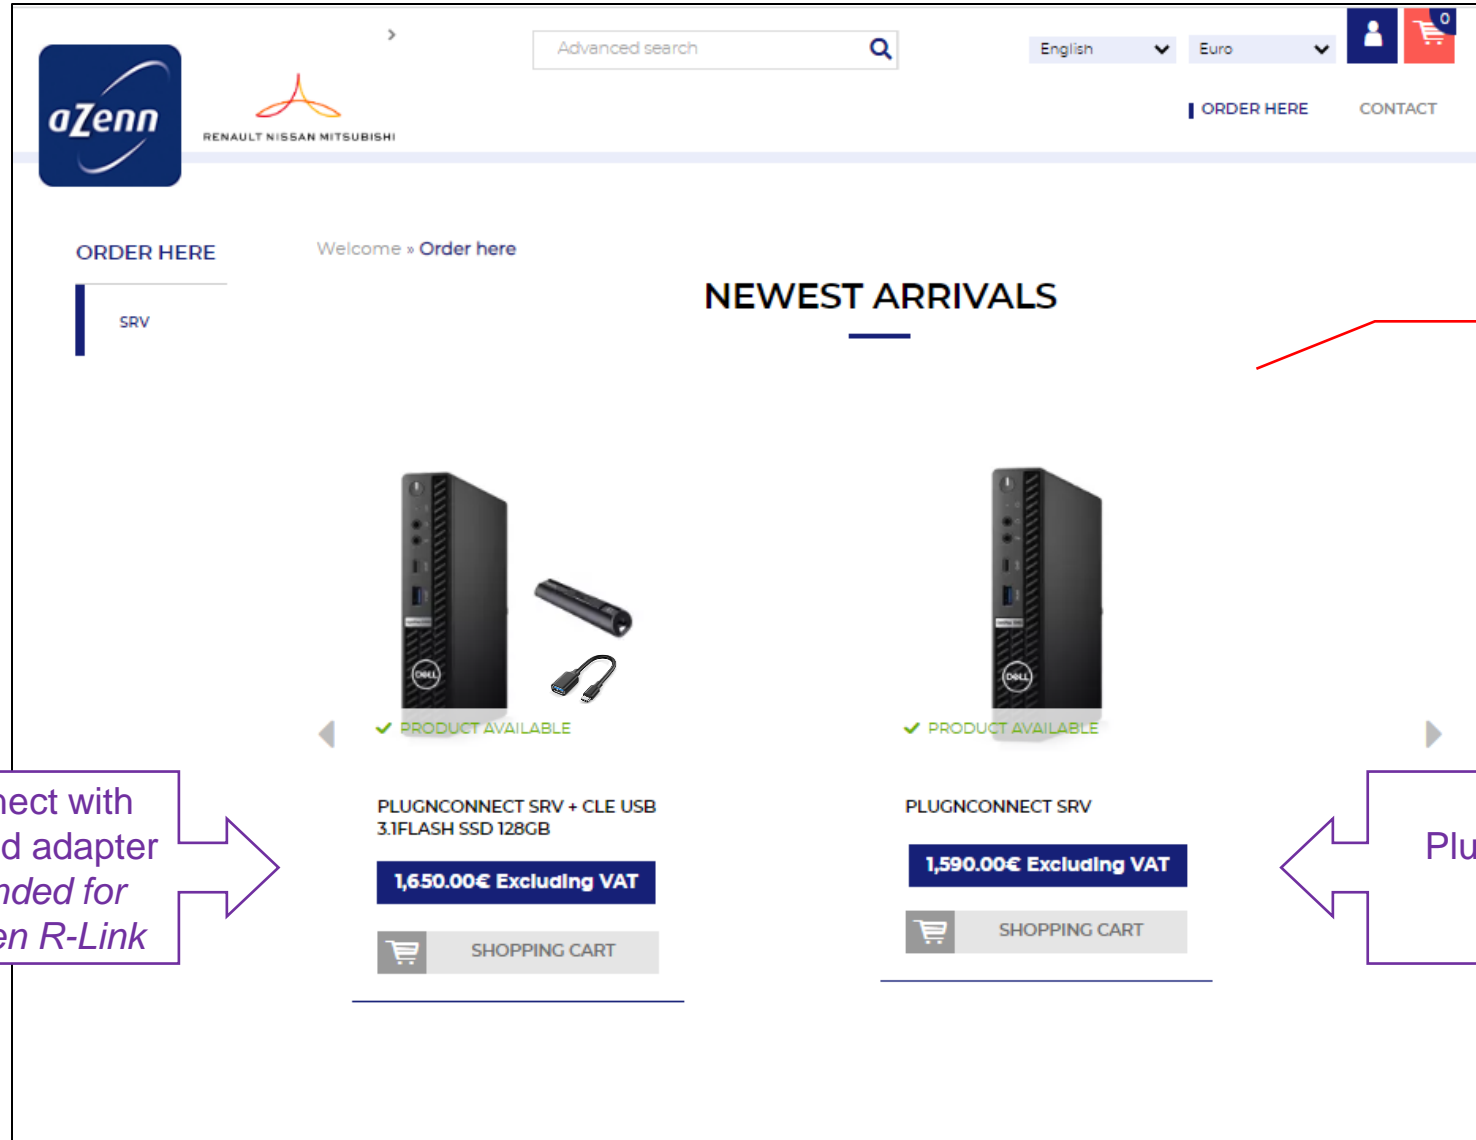 Advanced search
English
Euro
0
aZenn
RENAULT NISSAN MITSUBISHI
ORDER HERE
CONTACT
ORDER HERE
Welcome » Order here
NEWEST ARRIVALS
SRV
DELL
DELL
PRODUCT AVAILABLE
PRODUCT AVAILABLE
nect with
d adapter
nded for
en R-Link
PLUGNCONNECT SRV + CLE USB
3.1FLASH SSD 128GB
1,650.00€ Excluding VAT
SHOPPING CART
PLUGNCONNECT SRV
1,590.00€ Excluding VAT
SHOPPING CART
Plu